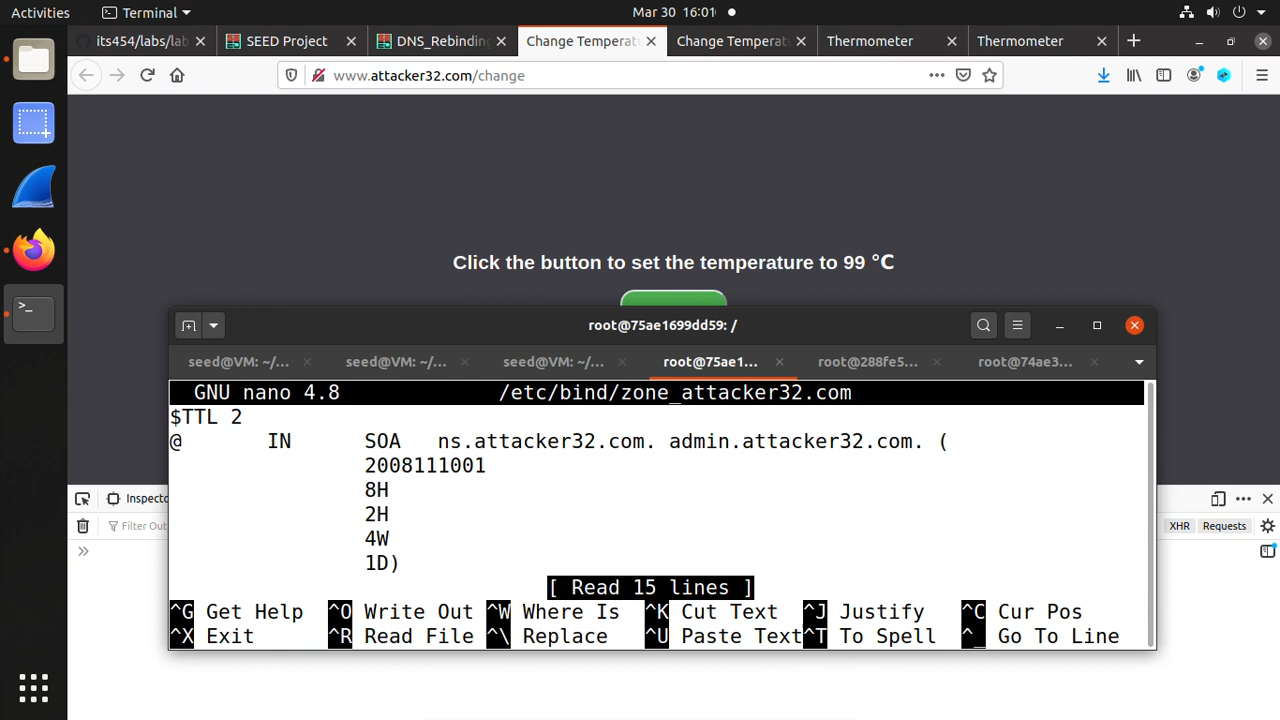 Activities Terminal Mar 30 16:01
its454/labs/lab SEED Project DNS_Rebinding Change Temperat Change Temperat Thermometer Thermometer
www.attacker32.com/change
Click the button to set the temperature to 99 °C
root@75ae1699dd59: /
seed@VM: ~/... seed@VM: ~/... seed@VM: ~/... root@75ae1... root@288fe5... root@74ae3...
GNU nano 4.8 /etc/bind/zone_attacker32.com
$TTL 2
@ IN SOA ns.attacker32.com. admin.attacker32.com. (
2008111001
8H
2H
4W
1D)
[ Read 15 lines ]
^G Get Help ^O Write Out ^W Where Is ^K Cut Text ^J Justify ^C Cur Pos
^X Exit ^R Read File ^\ Replace ^U Paste Text ^T To Spell ^_ Go To Line
Inspecto
Filter Out XHR Requests